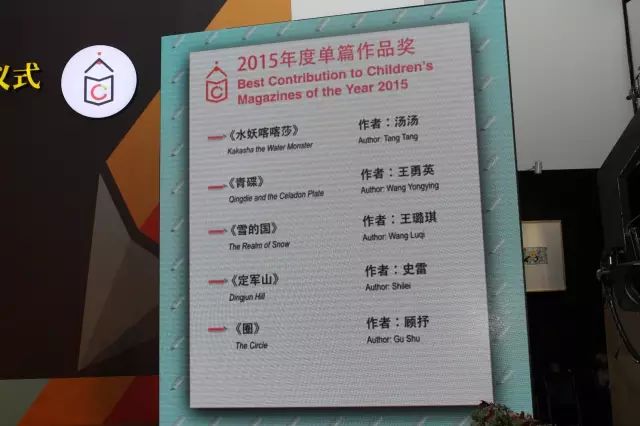 仪式
2015年度单篇作品奖
Best Contribution to Children's
Magazines of the Year 2015
《水妖喀喀莎》 作者：汤汤
Kakasha the Water Monster Author: Tang Tang
《青碟》 作者：王勇英
Qingdie and the Celadon Plate Author: Wang Yongying
《雪的国》 作者：王璐琪
The Realm of Snow Author: Wang Luqi
《定军山》 作者：史雷
Dingjun Hill Author: Shilei
《圈》 作者：顾抒
The Circle Author: Gu Shu